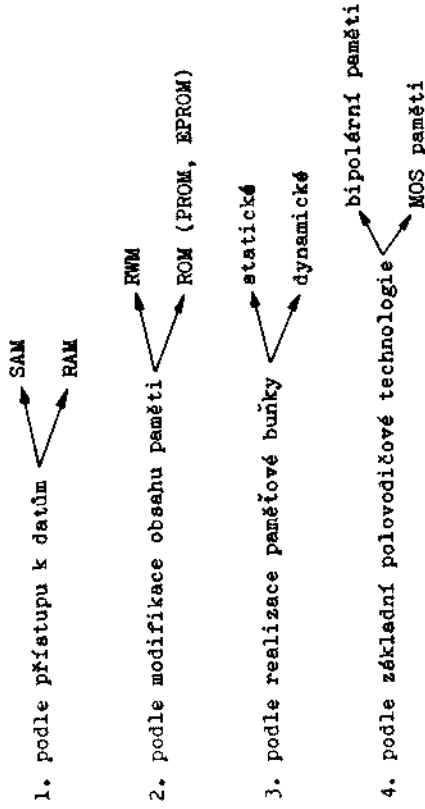 SAM
1. podle přístupu k datům
RAM
RWM
2. podle modifikace obsahu paměti
ROM (PROM, EPROM)
statické
3. podle realizace paměťové buňky
dynamické
bipolární paměti
4. podle základní polovodičové technologie
MOS paměti